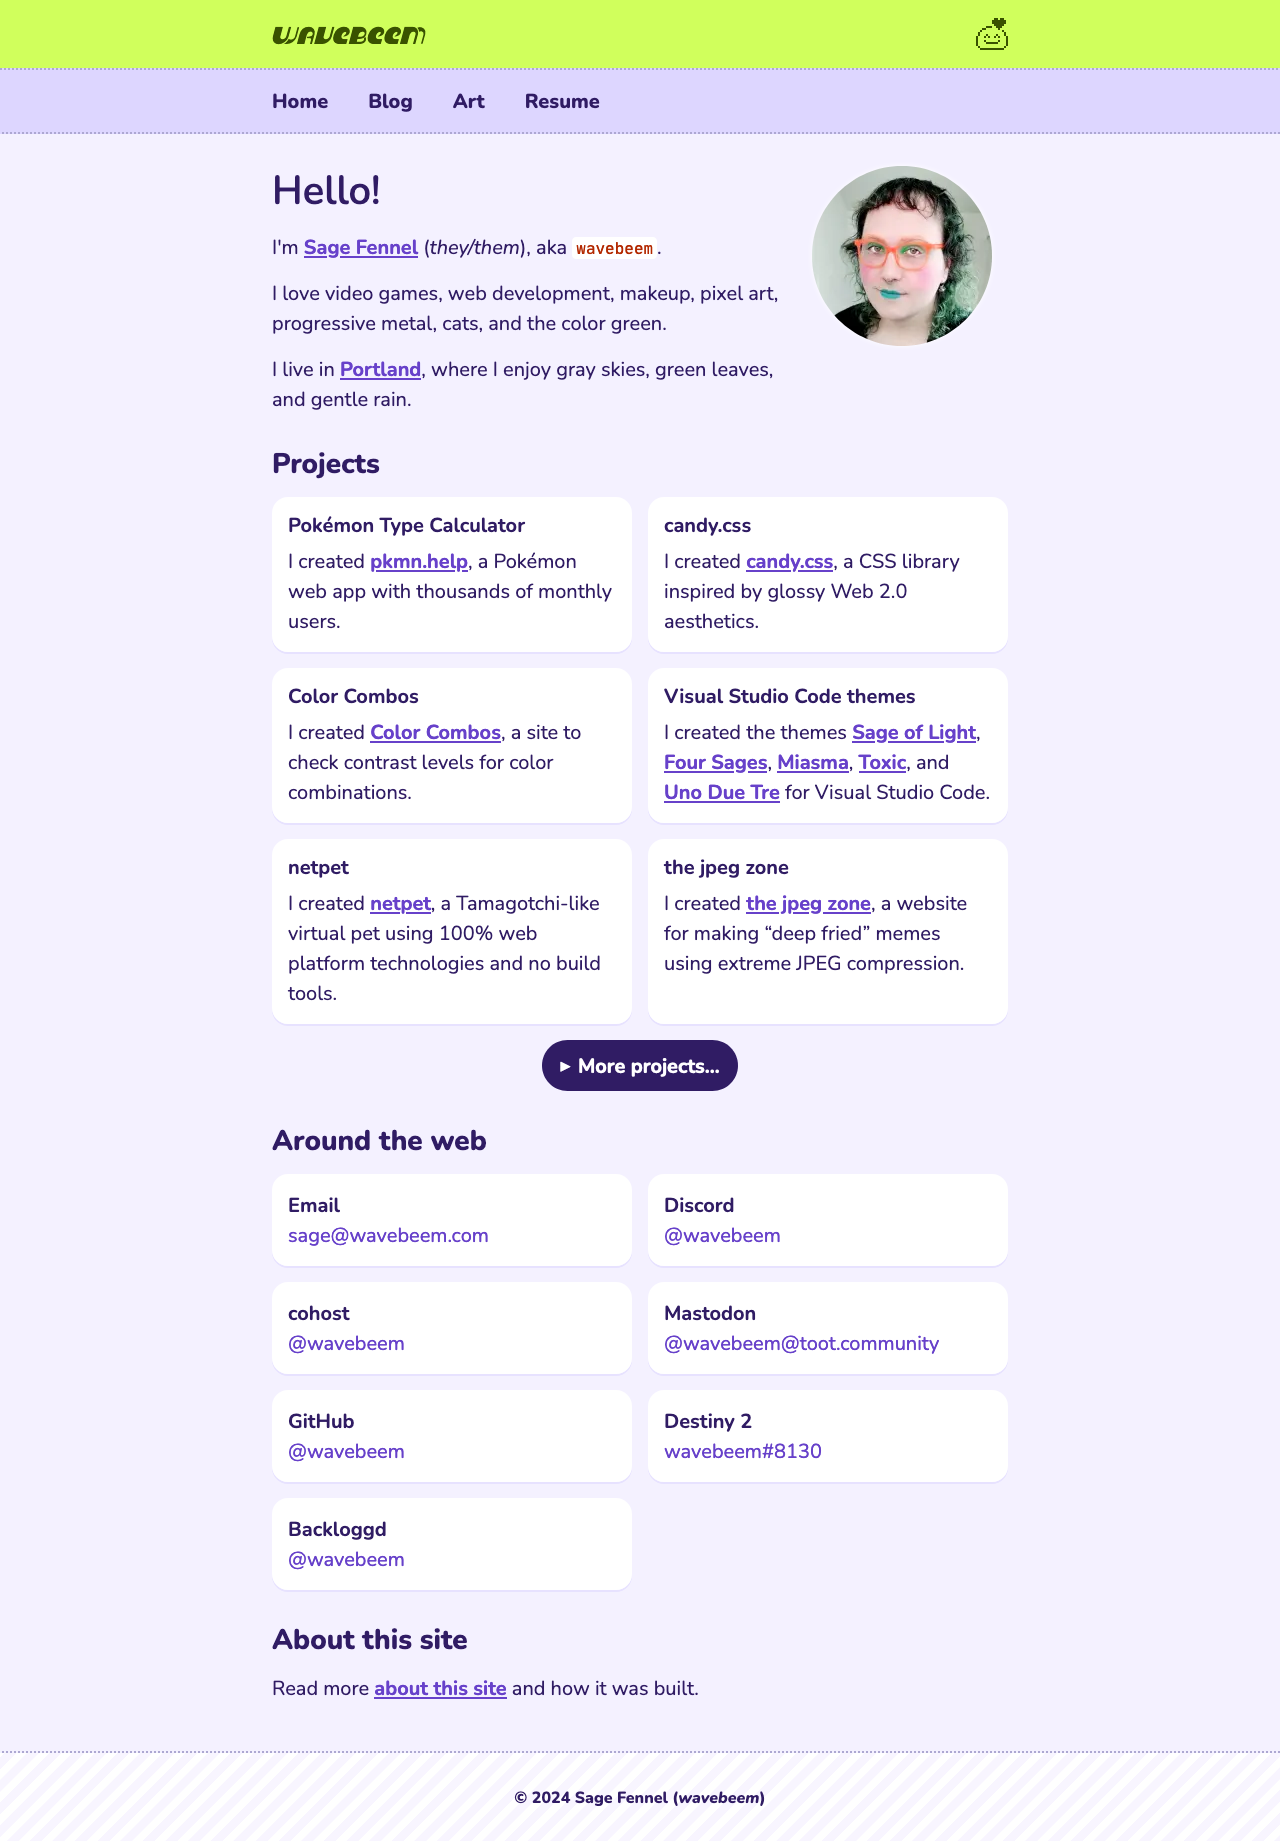 wavebeem
Home Blog Art Resume
Hello!
I'm Sage Fennel (they/them), aka wavebeem.
I love video games, web development, makeup, pixel art,
progressive metal, cats, and the color green.
I live in Portland, where I enjoy gray skies, green leaves,
and gentle rain.
Projects
Pokémon Type Calculator
I created pkmn.help, a Pokémon
web app with thousands of monthly
users.
candy.css
I created candy.css, a CSS library
inspired by glossy Web 2.0
aesthetics.
Color Combos
I created Color Combos, a site to
check contrast levels for color
combinations.
Visual Studio Code themes
I created the themes Sage of Light,
Four Sages, Miasma, Toxic, and
Uno Due Tre for Visual Studio Code.
netpet
I created netpet, a Tamagotchi-like
virtual pet using 100% web
platform technologies and no build
tools.
the jpeg zone
I created the jpeg zone, a website
for making “deep fried” memes
using extreme JPEG compression.
▸ More projects...
Around the web
Email
sage@wavebeem.com
Discord
@wavebeem
cohost
@wavebeem
Mastodon
@wavebeem@toot.community
GitHub
@wavebeem
Destiny 2
wavebeem#8130
Backloggd
@wavebeem
About this site
Read more about this site and how it was built.
© 2024 Sage Fennel (wavebeem)